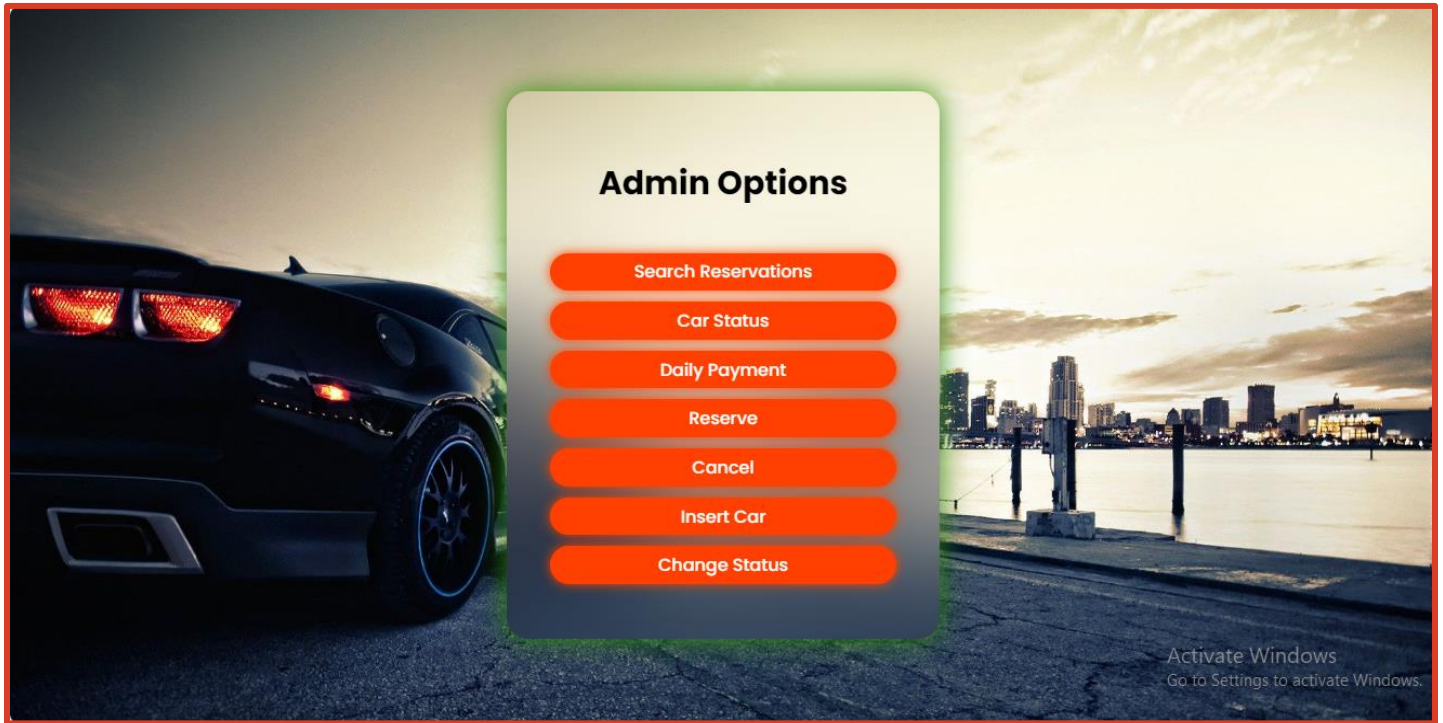 Admin Options
Search Reservations
Car Status
Daily Payment
Reserve
Cancel
Insert Car
Change Status
Activate Windows
Go to Settings to activate Windows.